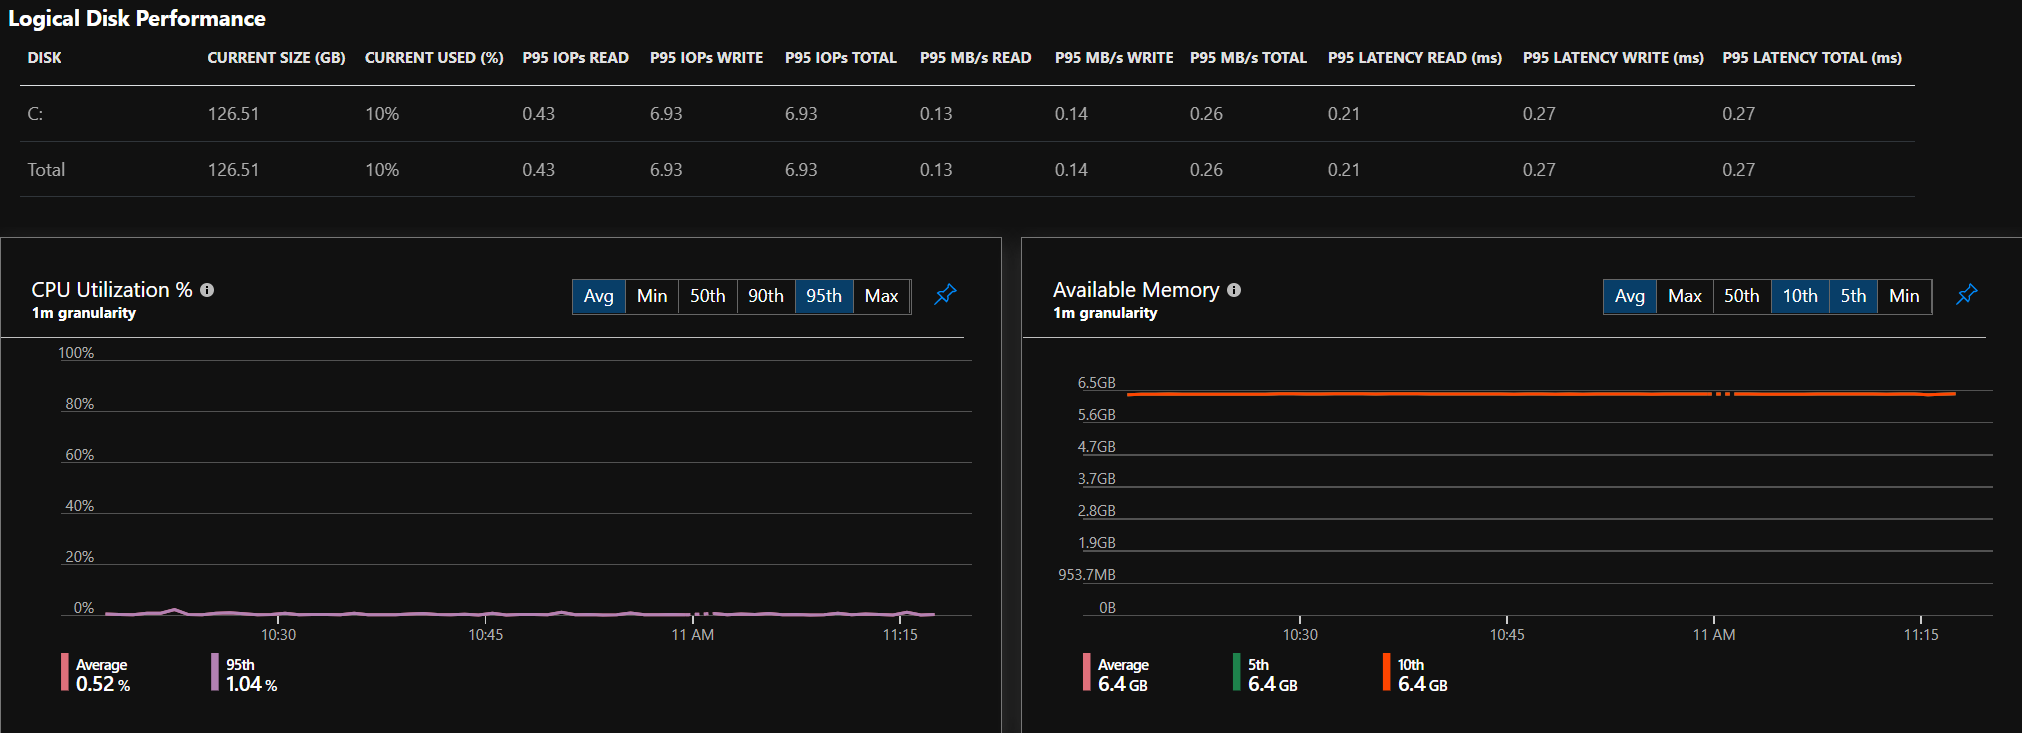 Logical Disk Performance
DISK CURRENT SIZE (GB) CURRENT USED (%) P95 IOPs READ P95 IOPs WRITE P95 IOPs TOTAL P95 MB/s READ P95 MB/s WRITE P95 MB/s TOTAL P95 LATENCY READ (ms) P95 LATENCY WRITE (ms) P95 LATENCY TOTAL (ms)
C: 126.51 10% 0.43 6.93 6.93 0.13 0.14 0.26 0.21 0.27 0.27
Total 126.51 10% 0.43 6.93 6.93 0.13 0.14 0.26 0.21 0.27 0.27
CPU Utilization %
1m granularity
Avg Min 50th 90th 95th Max
100%
80%
60%
40%
20%
0%
10:30 10:45 11 AM 11:15
Average 95th
0.52 % 1.04 %
Available Memory
1m granularity
Avg Max 50th 10th 5th Min
6.5GB
5.6GB
4.7GB
3.7GB
2.8GB
1.9GB
953.7MB
0B
10:30 10:45 11 AM 11:15
Average 5th 10th
6.4 GB 6.4 GB 6.4 GB